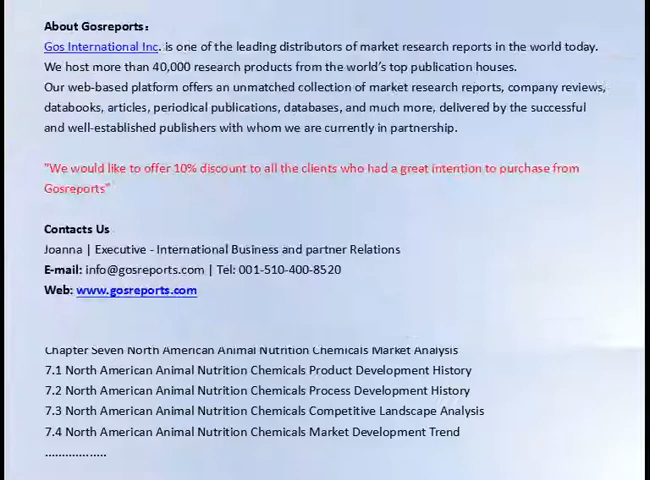 About Gosreports：
Gos International Inc. is one of the leading distributors of market research reports in the world today.
We host more than 40,000 research products from the world’s top publication houses.
Our web-based platform offers an unmatched collection of market research reports, company reviews,
databooks, articles, periodical publications, databases, and much more, delivered by the successful
and well-established publishers with whom we are currently in partnership.
"We would like to offer 10% discount to all the clients who had a great intention to purchase from
Gosreports"
Contacts Us
Joanna | Executive - International Business and partner Relations
E-mail: info@gosreports.com | Tel: 001-510-400-8520
Web: www.gosreports.com
Chapter Seven North American Animal Nutrition Chemicals Market Analysis
7.1 North American Animal Nutrition Chemicals Product Development History
7.2 North American Animal Nutrition Chemicals Process Development History
7.3 North American Animal Nutrition Chemicals Competitive Landscape Analysis
7.4 North American Animal Nutrition Chemicals Market Development Trend
..................